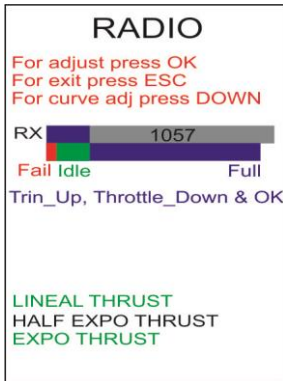 RADIO
For adjust press OK
For exit press ESC
For curve adj press DOWN
RX 1057
Fail Idle Full
Trin_Up, Throttle_Down & OK
LINEAL THRUST
HALF EXPO THRUST
EXPO THRUST